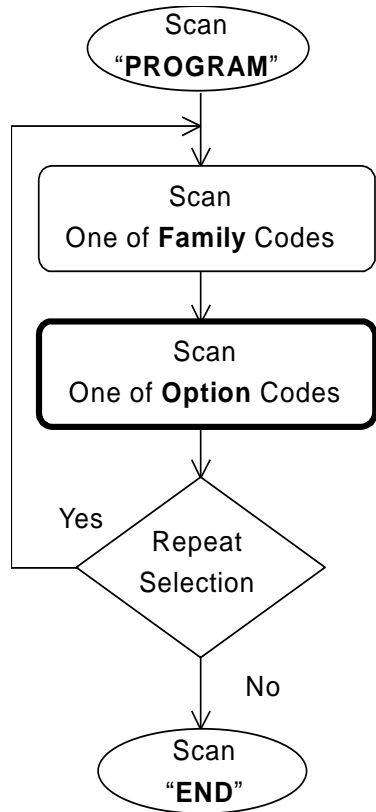 Scan
“PROGRAM”
Scan
One of Family Codes
Scan
One of Option Codes
Yes
Repeat
Selection
No
Scan
“END”